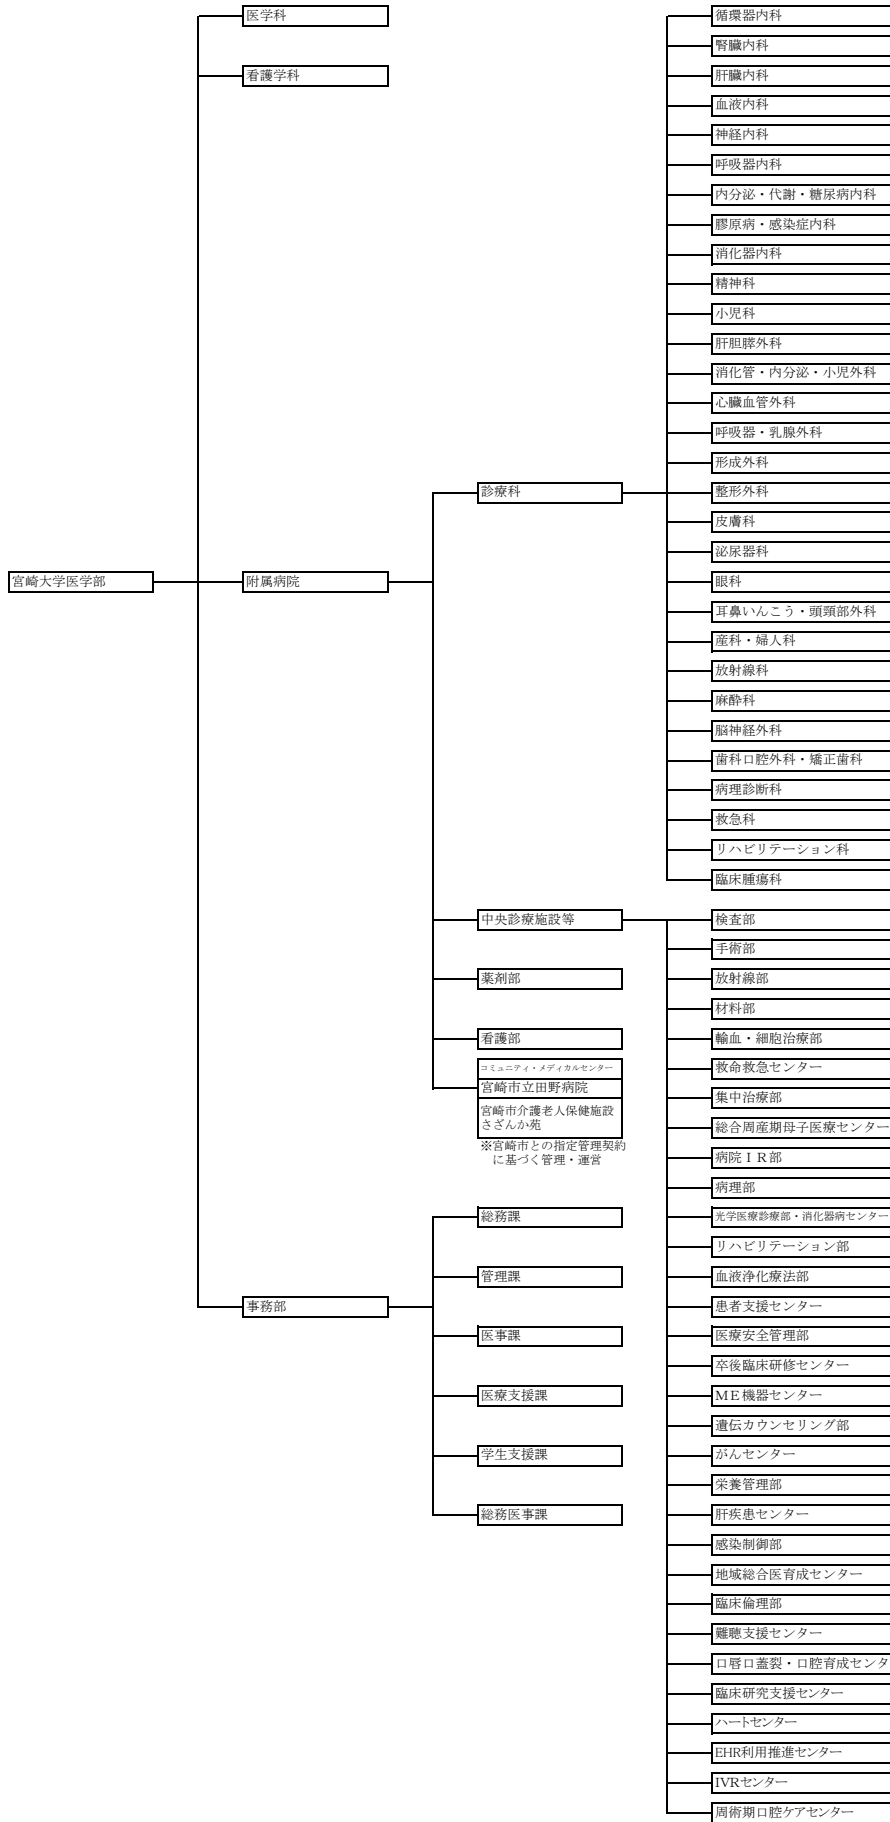 宮崎大学医学部
医学科
看護学科
附属病院
事務部
診療科
中央診療施設等
薬剤部
看護部
コミュニティ・メディカルセンター
宮崎市立田野病院
宮崎市介護老人保健施設
さざんか苑
※宮崎市との指定管理契約
に基づく管理・運営
総務課
管理課
医事課
医療支援課
学生支援課
総務医事課
循環器内科
腎臓内科
肝臓内科
血液内科
神経内科
呼吸器内科
内分泌・代謝・糖尿病内科
膠原病・感染症内科
消化器内科
精神科
小児科
肝胆膵外科
消化管・内分泌・小児外科
心臓血管外科
呼吸器・乳腺外科
形成外科
整形外科
皮膚科
泌尿器科
眼科
耳鼻いんこう・頭頸部外科
産科・婦人科
放射線科
麻酔科
脳神経外科
歯科口腔外科・矯正歯科
病理診断科
救急科
リハビリテーション科
臨床腫瘍科
検査部
手術部
放射線部
材料部
輸血・細胞治療部
救命救急センター
集中治療部
総合周産期母子医療センター
病院ＩＲ部
病理部
光学医療診療部・消化器病センター
リハビリテーション部
血液浄化療法部
患者支援センター
医療安全管理部
卒後臨床研修センター
ＭＥ機器センター
遺伝カウンセリング部
がんセンター
栄養管理部
肝疾患センター
感染制御部
地域総合医育成センター
臨床倫理部
難聴支援センター
口唇口蓋裂・口腔育成センタ
臨床研究支援センター
ハートセンター
EHR利用推進センター
IVRセンター
周術期口腔ケアセンター